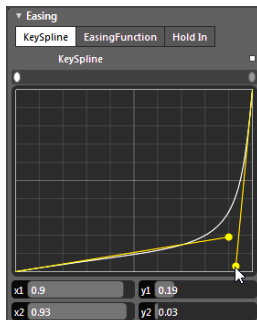 Easing
KeySpline EasingFunction Hold In
KeySpline
x1 0.9 y1 0.19
x2 0.93 y2 0.03